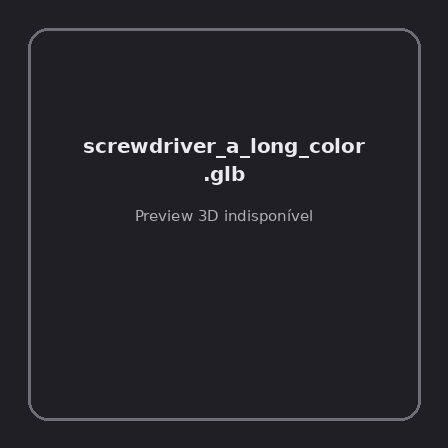 screwdriver_a_long_color
.glb
Preview 3D indisponível